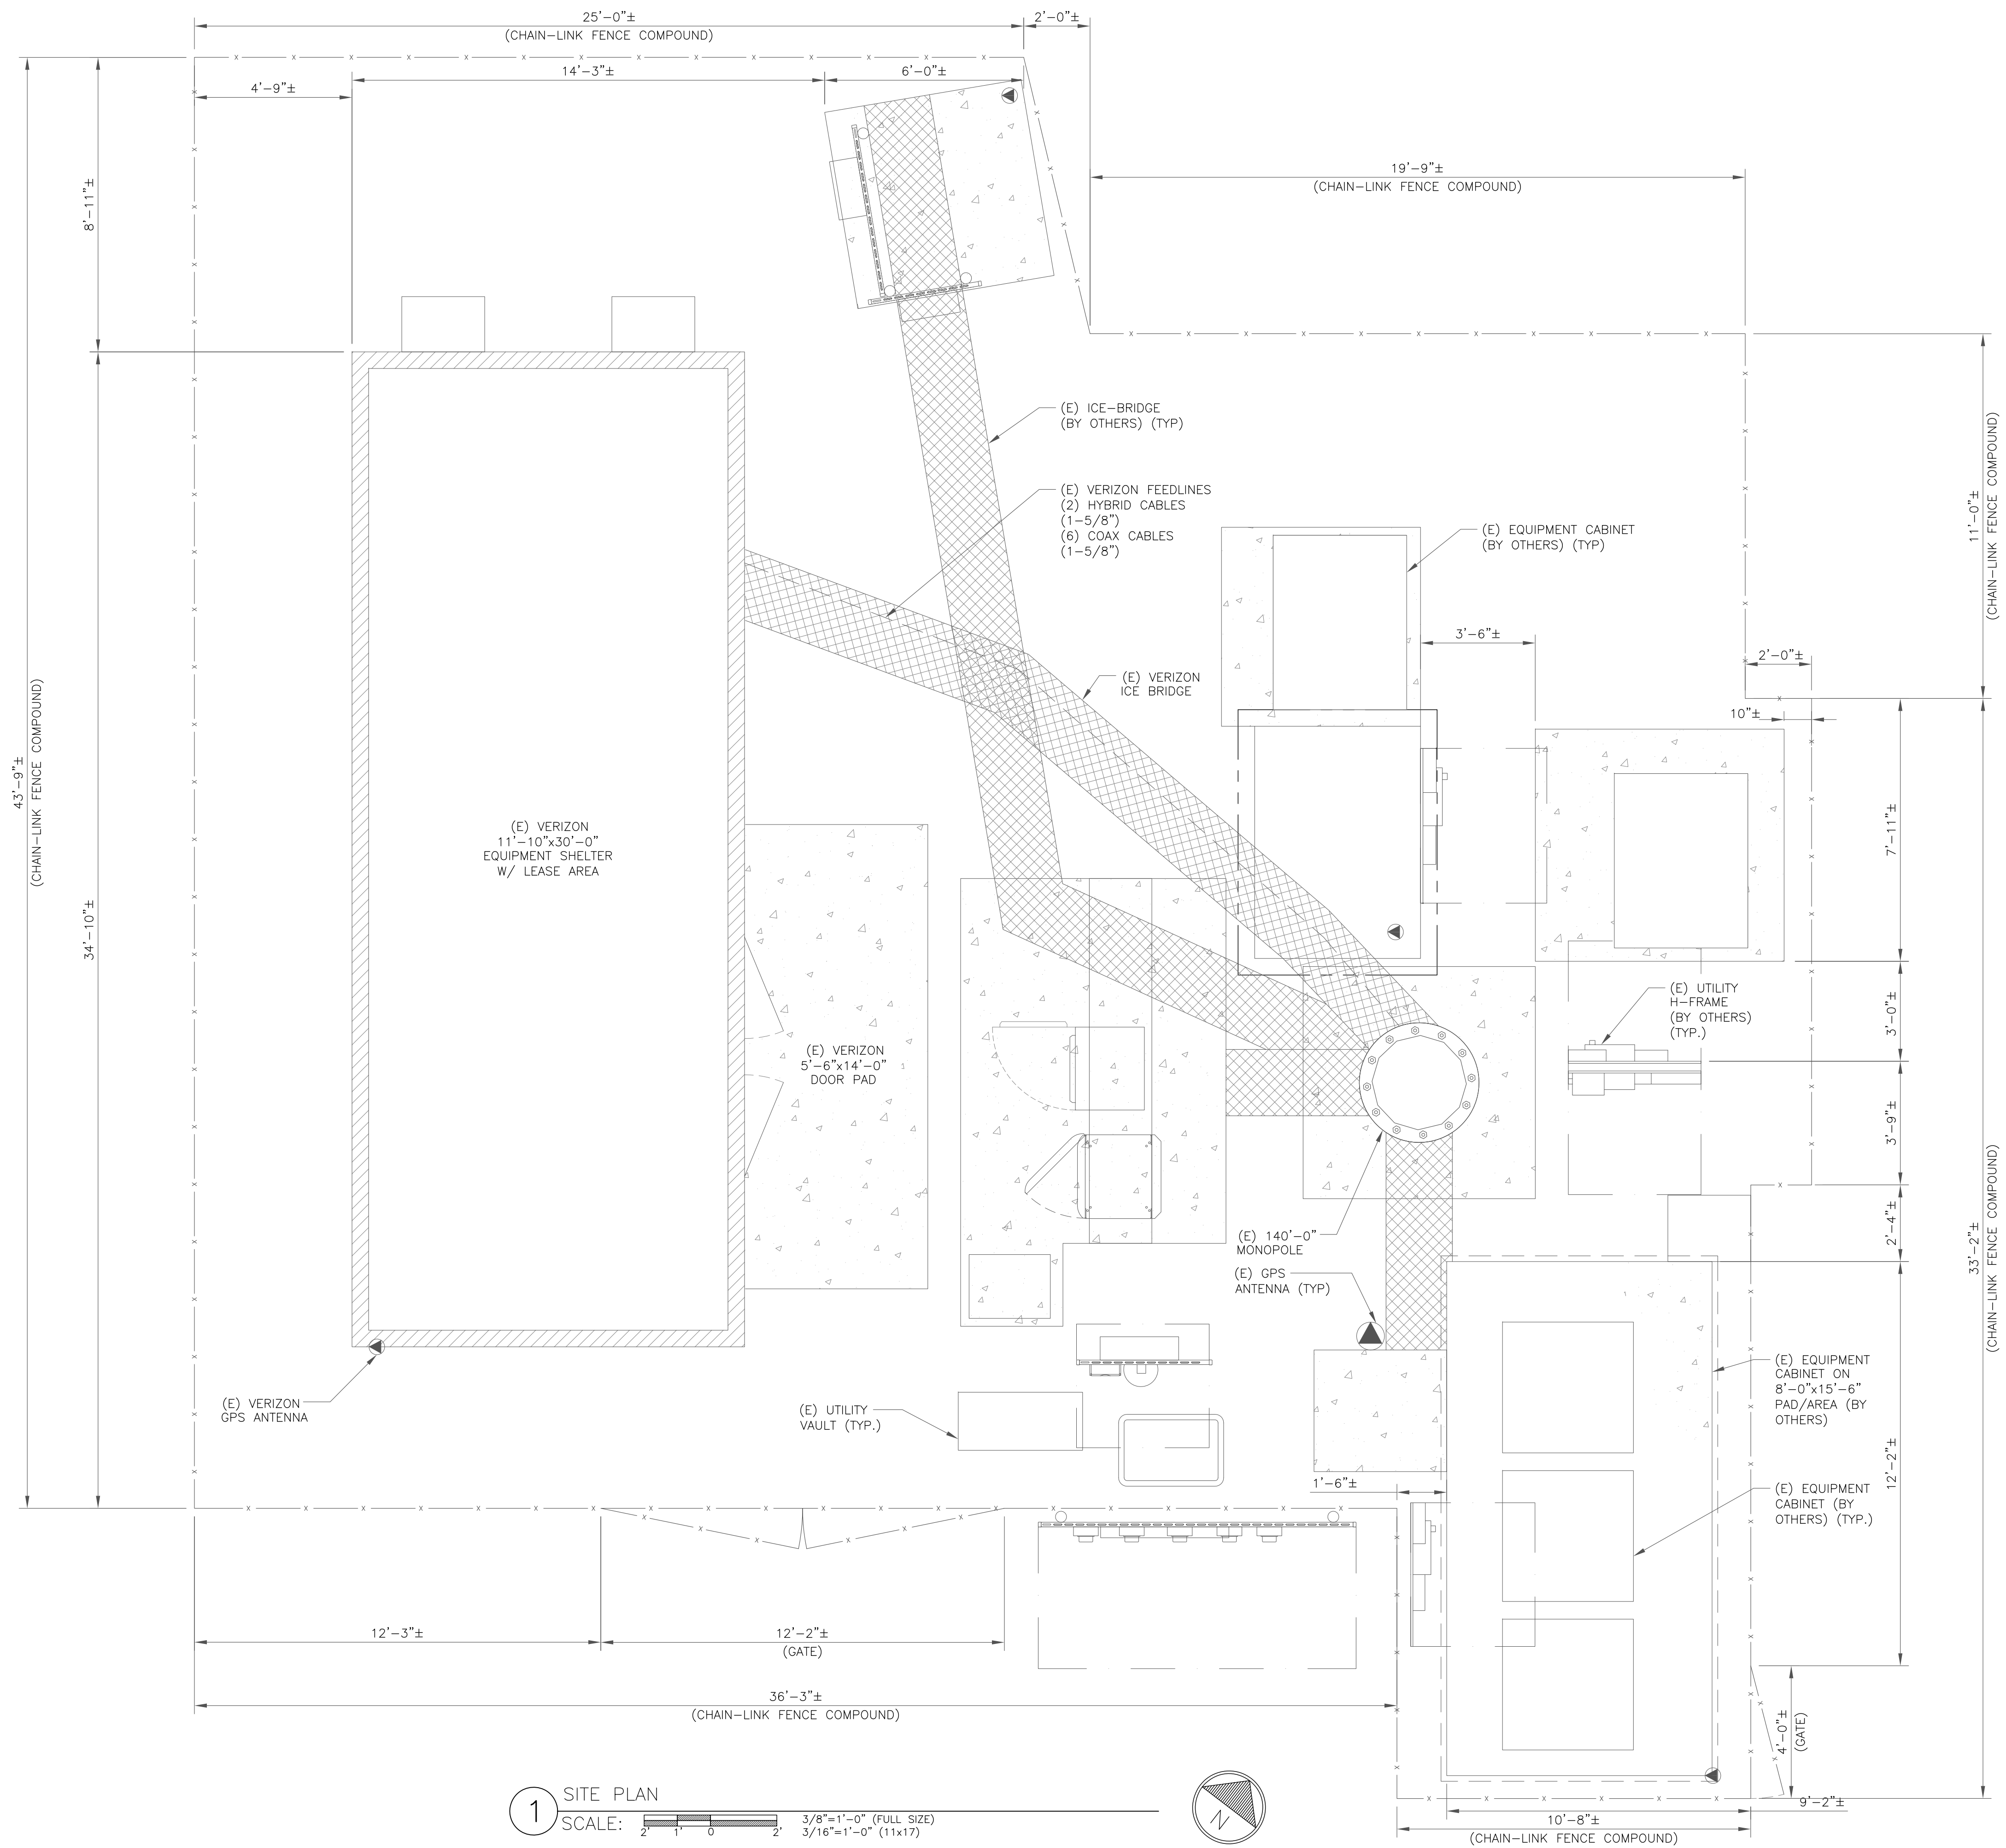 25'-0"±
(CHAIN-LINK FENCE COMPOUND)
2'-0"±
14'-3"±
6'-0"±
4'-9"±
8'-11"±
19'-9"±
(CHAIN-LINK FENCE COMPOUND)
(E) ICE-BRIDGE
(BY OTHERS) (TYP)
(E) VERIZON FEEDLINES
(2) HYBRID CABLES
(1-5/8")
(6) COAX CABLES
(1-5/8")
(E) EQUIPMENT CABINET
(BY OTHERS) (TYP)
11'-0"±
(CHAIN-LINK FENCE COMPOUND)
3'-6"±
2'-0"±
(E) VERIZON
ICE BRIDGE
10"±
43'-9"±
(CHAIN-LINK FENCE COMPOUND)
34'-10"±
(E) VERIZON
11'-10"x30'-0"
EQUIPMENT SHELTER
W/ LEASE AREA
7'-11"±
(E) UTILITY
H-FRAME
(BY OTHERS)
(TYP.)
3'-0"±
(E) VERIZON
5'-6"x14'-0"
DOOR PAD
3'-9"±
2'-4"±
33'-2"±
(CHAIN-LINK FENCE COMPOUND)
(E) 140'-0"
MONOPOLE
(E) GPS
ANTENNA (TYP)
(E) EQUIPMENT
CABINET ON
8'-0"x15'-6"
PAD/AREA (BY
OTHERS)
(E) VERIZON
GPS ANTENNA
(E) UTILITY
VAULT (TYP.)
12'-2"±
1'-6"±
(E) EQUIPMENT
CABINET (BY
OTHERS) (TYP.)
12'-3"±
12'-2"±
(GATE)
36'-3"±
(CHAIN-LINK FENCE COMPOUND)
4'-0"±
(GATE)
1
SITE PLAN
SCALE:
2' 1' 0 2'
3/8"=1'-0" (FULL SIZE)
3/16"=1'-0" (11x17)
N
9'-2"±
10'-8"±
(CHAIN-LINK FENCE COMPOUND)